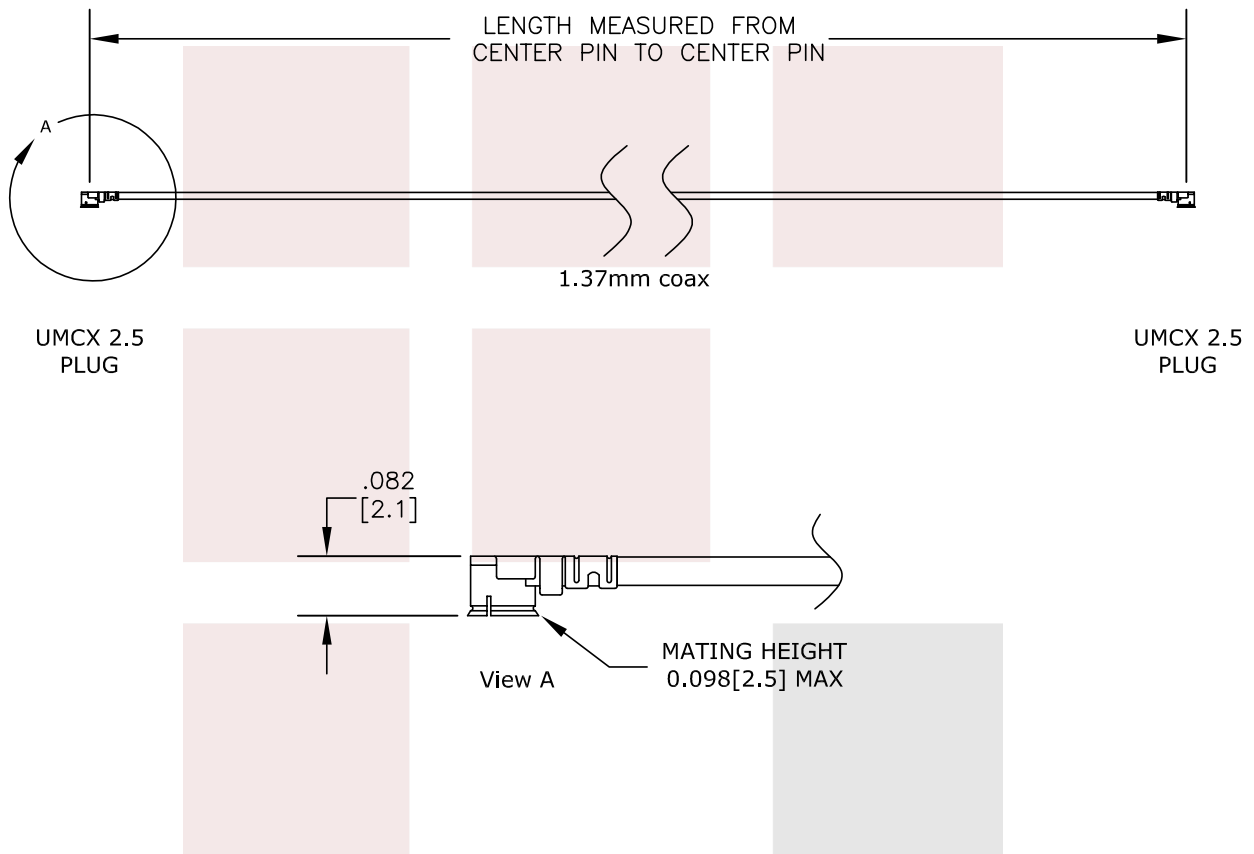 LENGTH MEASURED FROM
CENTER PIN TO CENTER PIN
A
1.37mm coax
UMCX 2.5
PLUG
UMCX 2.5
PLUG
.082
[2.1]
MATING HEIGHT
0.098[2.5] MAX
View A